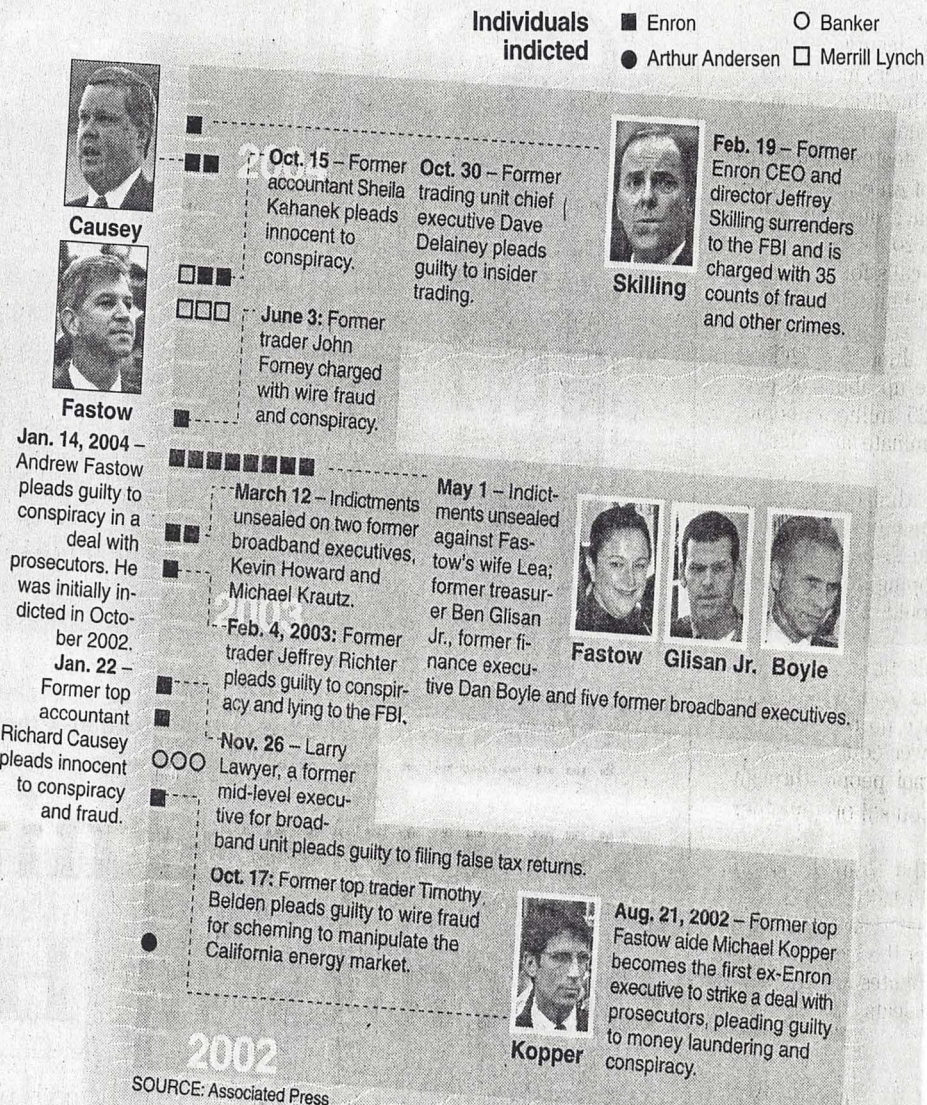 Individuals
indicted
Enron
Banker
Arthur Andersen
Merrill Lynch
Causey
2004
Oct. 15 – Former
accountant Sheila
Kahanek pleads
innocent to
conspiracy.
Oct. 30 – Former
trading unit chief
executive Dave
Delainey pleads
guilty to insider
trading.
Skilling
Feb. 19 – Former
Enron CEO and
director Jeffrey
Skilling surrenders
to the FBI and is
charged with 35
counts of fraud
and other crimes.
June 3: Former
trader John
Forney charged
with wire fraud
and conspiracy.
Fastow
Jan. 14, 2004 –
Andrew Fastow
pleads guilty to
conspiracy in a
deal with
prosecutors. He
was initially in-
dicted in Octo-
ber 2002.
Jan. 22 –
Former top
accountant
Richard Causey
pleads innocent
to conspiracy
and fraud.
March 12 – Indictments
unsealed on two former
broadband executives,
Kevin Howard and
Michael Krautz.
2003
May 1 – Indict-
ments unsealed
against Fas-
tow's wife Lea;
former treasur-
er Ben Glisan
Jr., former fi-
nance execu-
tive Dan Boyle and five former broadband executives.
Fastow
Glisan Jr.
Boyle
Feb. 4, 2003: Former
trader Jeffrey Richter
pleads guilty to conspir-
acy and lying to the FBI.
Nov. 26 – Larry
Lawyer, a former
mid-level execu-
tive for broad-
band unit pleads guilty to filing false tax returns.
Oct. 17: Former top trader Timothy
Belden pleads guilty to wire fraud
for scheming to manipulate the
California energy market.
Kopper
Aug. 21, 2002 – Former top
Fastow aide Michael Kopper
becomes the first ex-Enron
executive to strike a deal with
prosecutors, pleading guilty
to money laundering and
conspiracy.
2002
SOURCE: Associated Press